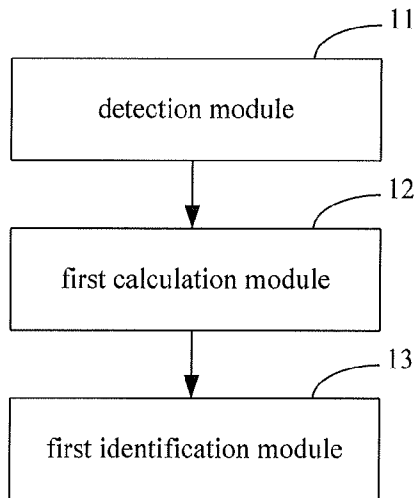 11
detection module
12
first calculation module
13
first identification module